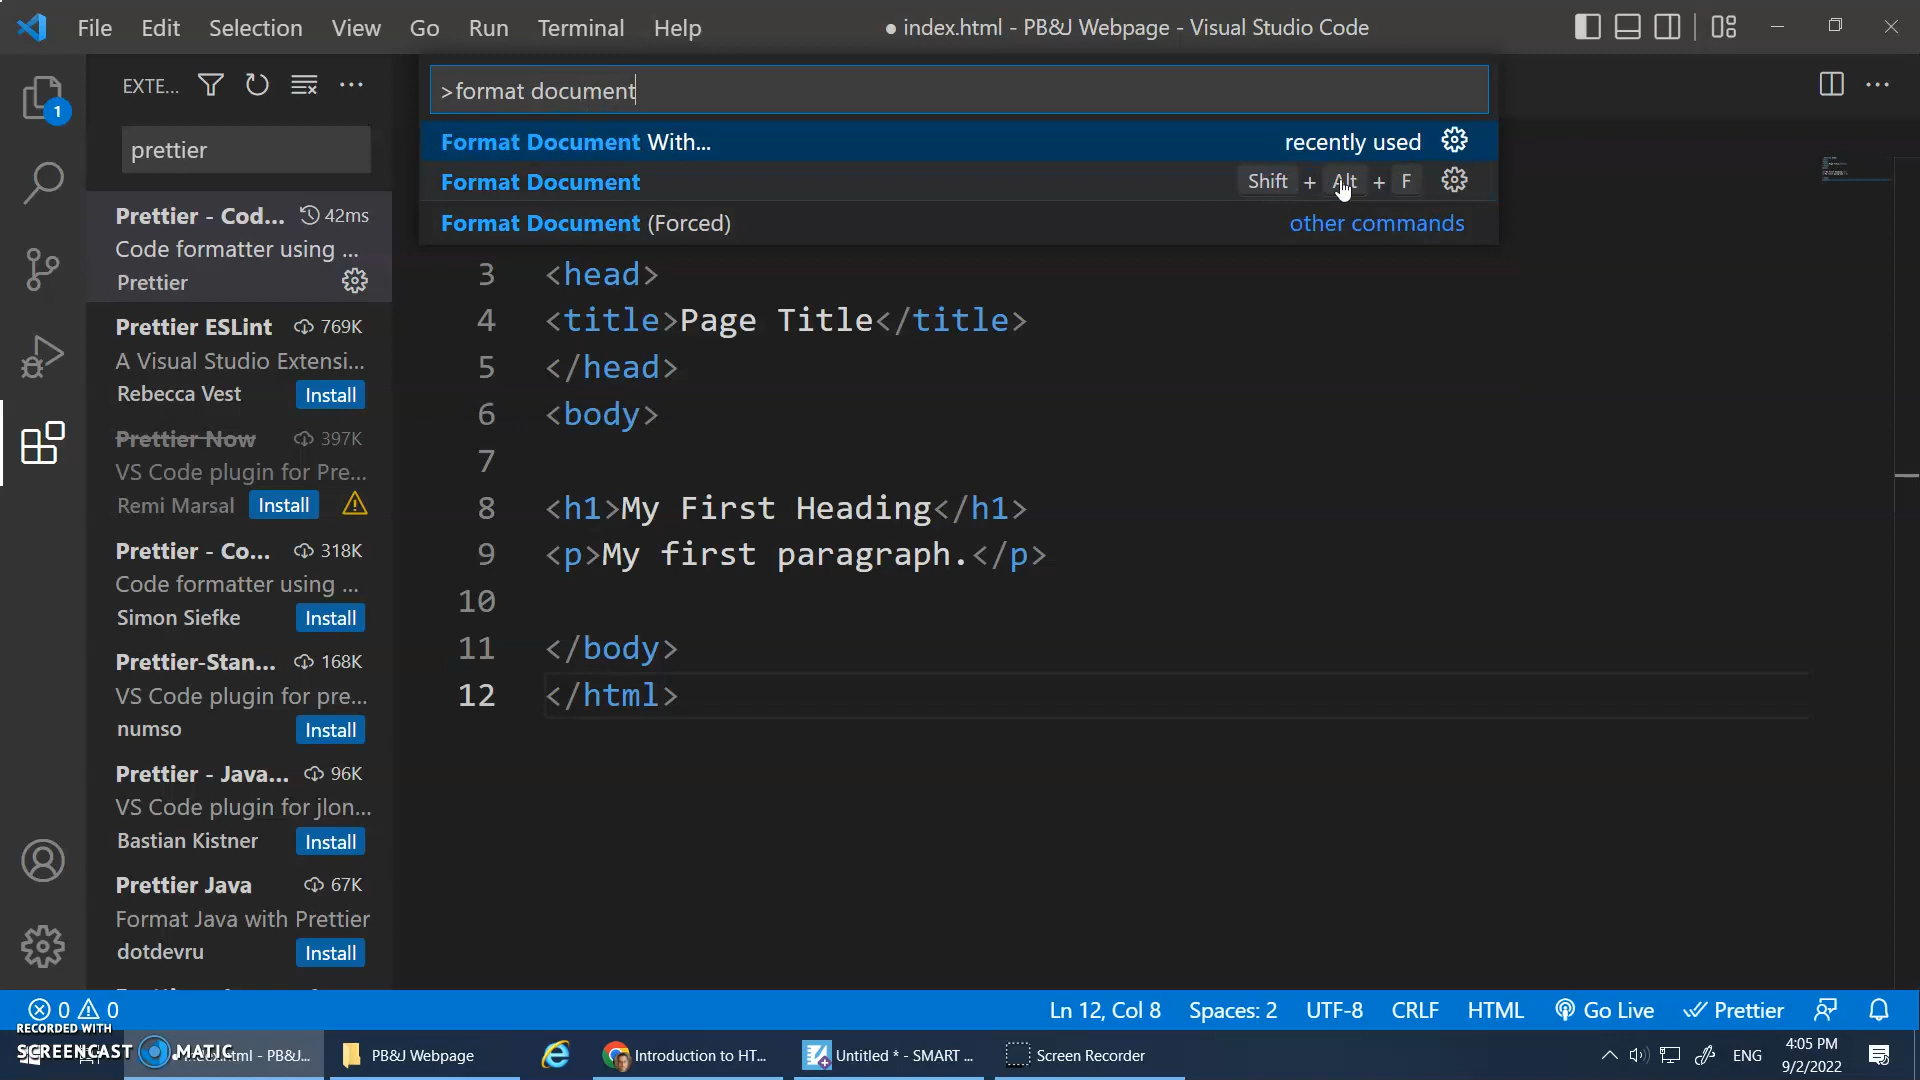 File Edit Selection View Go Run Terminal Help
● index.html - PB&J Webpage - Visual Studio Code
EXTE...
>format document
1
prettier
Format Document With... recently used
Format Document Shift + Alt + F
Format Document (Forced) other commands
Prettier - Cod... 42ms
Code formatter using ...
Prettier
Prettier ESLint 769K
A Visual Studio Extensi...
Rebecca Vest Install
Prettier Now 397K
VS Code plugin for Pre...
Remi Marsal Install
Prettier - Co... 318K
Code formatter using ...
Simon Siefke Install
Prettier-Stan... 168K
VS Code plugin for pre...
numso Install
Prettier - Java... 96K
VS Code plugin for jlon...
Bastian Kistner Install
Prettier Java 67K
Format Java with Prettier
dotdevru Install
3 <head>
4 <title>Page Title</title>
5 </head>
6 <body>
7
8 <h1>My First Heading</h1>
9 <p>My first paragraph.</p>
10
11 </body>
12 </html>
0 0 Ln 12, Col 8 Spaces: 2 UTF-8 CRLF HTML Go Live Prettier
RECORDED WITH
SCREENCAST MATIC
PB&J Webpage Introduction to HT... Untitled * - SMART ... Screen Recorder ENG
4:05 PM
9/2/2022